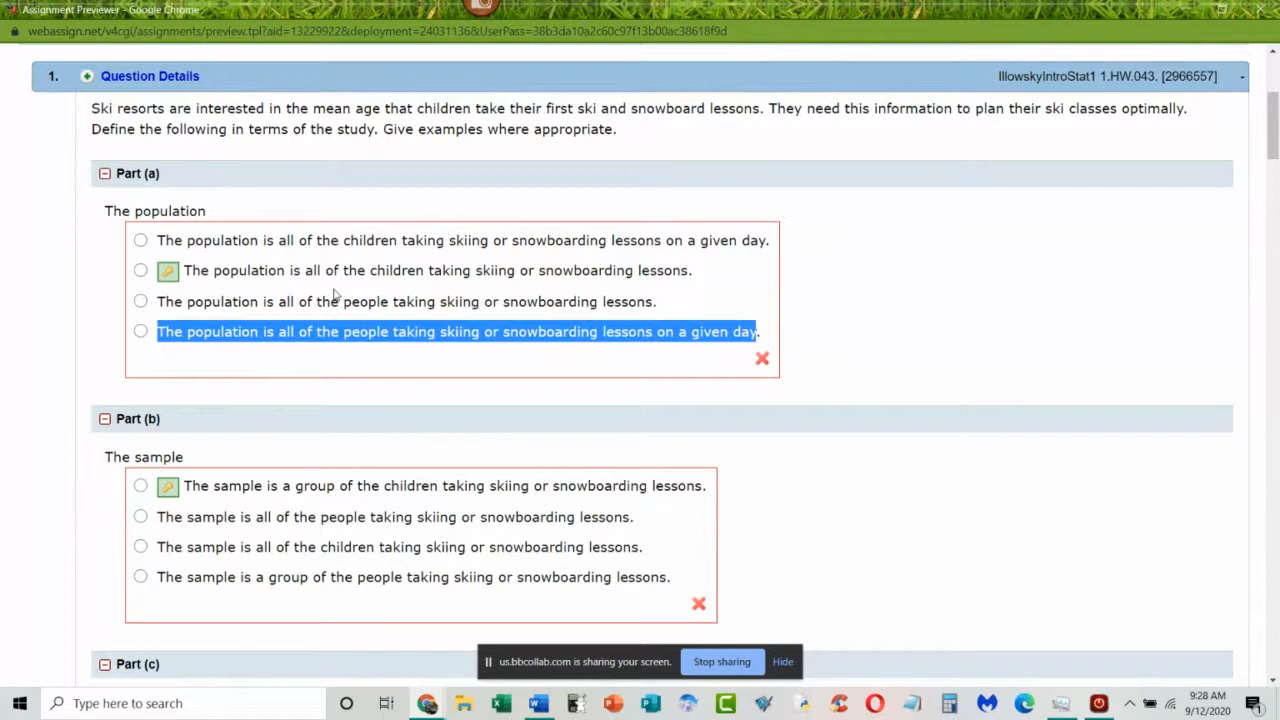 Assignment Previewer - Google Chrome
webassign.net/v4cgi/assignments/preview.tpl?aid=13229922&deployment=24031136&UserPass=38b3da10a2c60c97f13b00ac38618f9d
1. Question Details IllowskyIntroStat1 1.HW.043. [2966557] -
Ski resorts are interested in the mean age that children take their first ski and snowboard lessons. They need this information to plan their ski classes optimally.
Define the following in terms of the study. Give examples where appropriate.
Part (a)
The population
The population is all of the children taking skiing or snowboarding lessons on a given day.
The population is all of the children taking skiing or snowboarding lessons.
The population is all of the people taking skiing or snowboarding lessons.
The population is all of the people taking skiing or snowboarding lessons on a given day.
Part (b)
The sample
The sample is a group of the children taking skiing or snowboarding lessons.
The sample is all of the people taking skiing or snowboarding lessons.
The sample is all of the children taking skiing or snowboarding lessons.
The sample is a group of the people taking skiing or snowboarding lessons.
Part (c)
us.bbcollab.com is sharing your screen. Stop sharing Hide
Type here to search
9:28 AM
9/12/2020